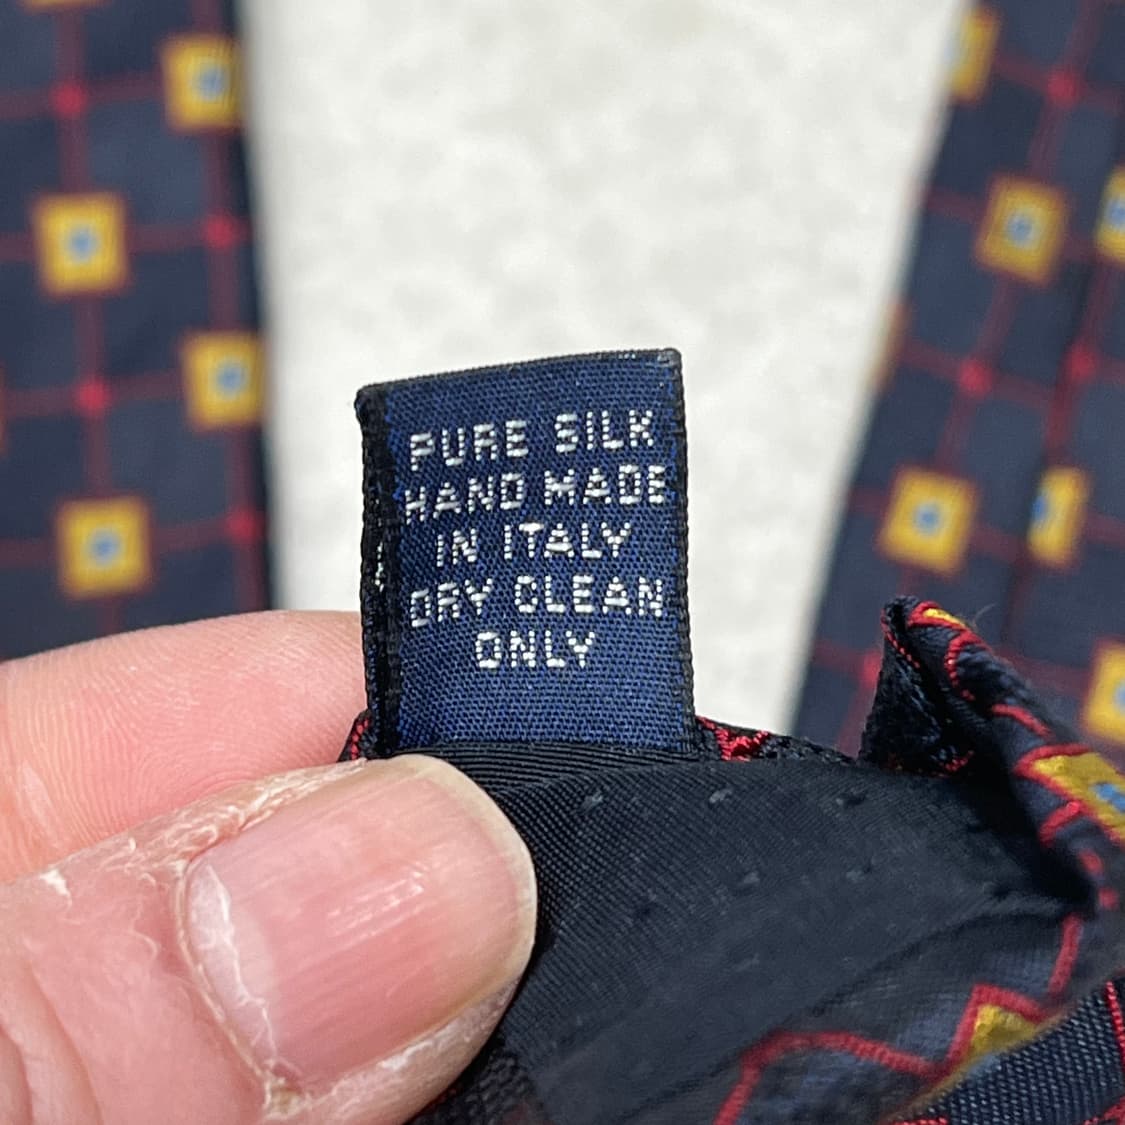 PURE SILK
HAND MADE
IN ITALY
DRY CLEAN
ONLY